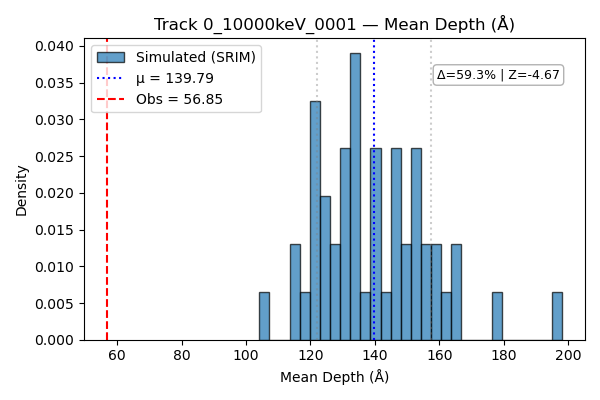 Track 0_10000keV_0001 — Mean Depth (Å)
Simulated (SRIM)
μ = 139.79
Obs = 56.85
Δ=59.3% | Z=-4.67
Density
0.040
0.035
0.030
0.025
0.020
0.015
0.010
0.005
0.000
60 80 100 120 140 160 180 200
Mean Depth (Å)